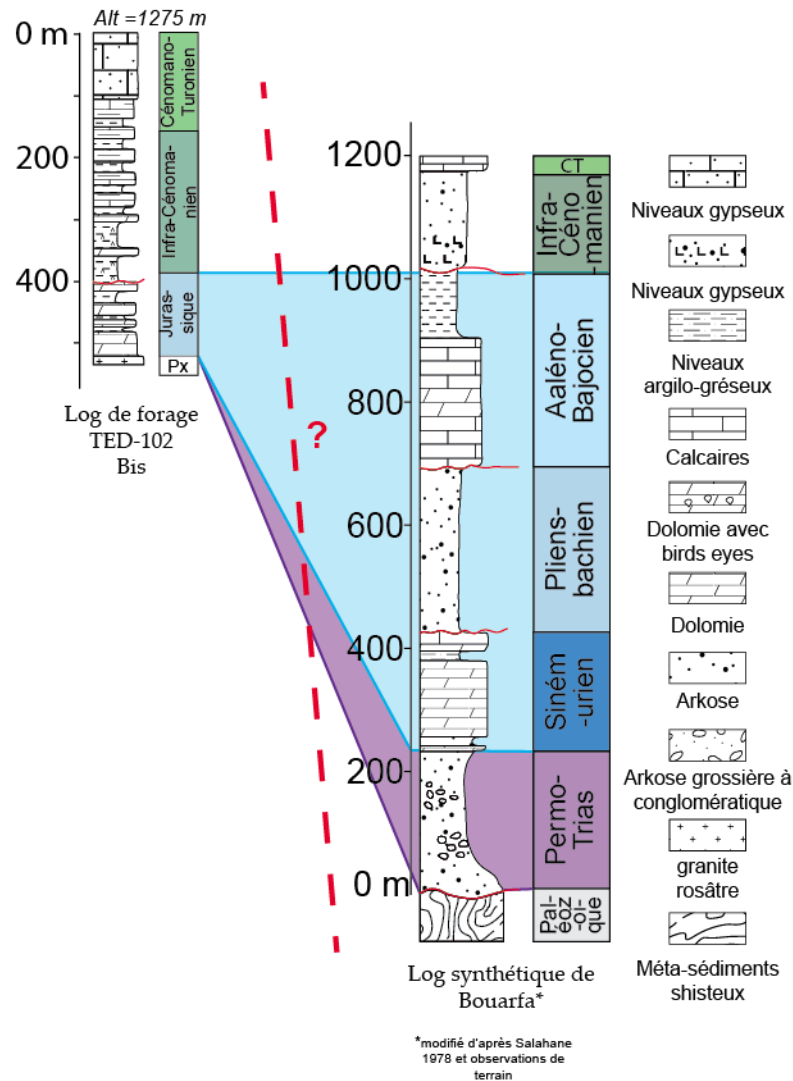 Alt =1275 m
0 m
200
400
Cénomano-
Turonien
Infra-Cénoma-
nien
Juras-
sique
Px
Log de forage
TED-102
Bis
?
1200
1000
800
600
400
200
0 m
CT
Infra-
Céno
-manien
Aaléno-
Bajocien
Pliens-
bachien
Siném
-urien
Permo-
Trias
Pal-
éoz
-oï-
que
Log synthétique de
Bouarfa*
*modifié d'après Salahane
1978 et observations de
terrain
Niveaux gypseux
Niveaux gypseux
Niveaux
argilo-gréseux
Calcaires
Dolomie avec
birds eyes
Dolomie
Arkose
Arkose grossière à
conglomératique
granite
rosâtre
Méta-sédiments
shisteux